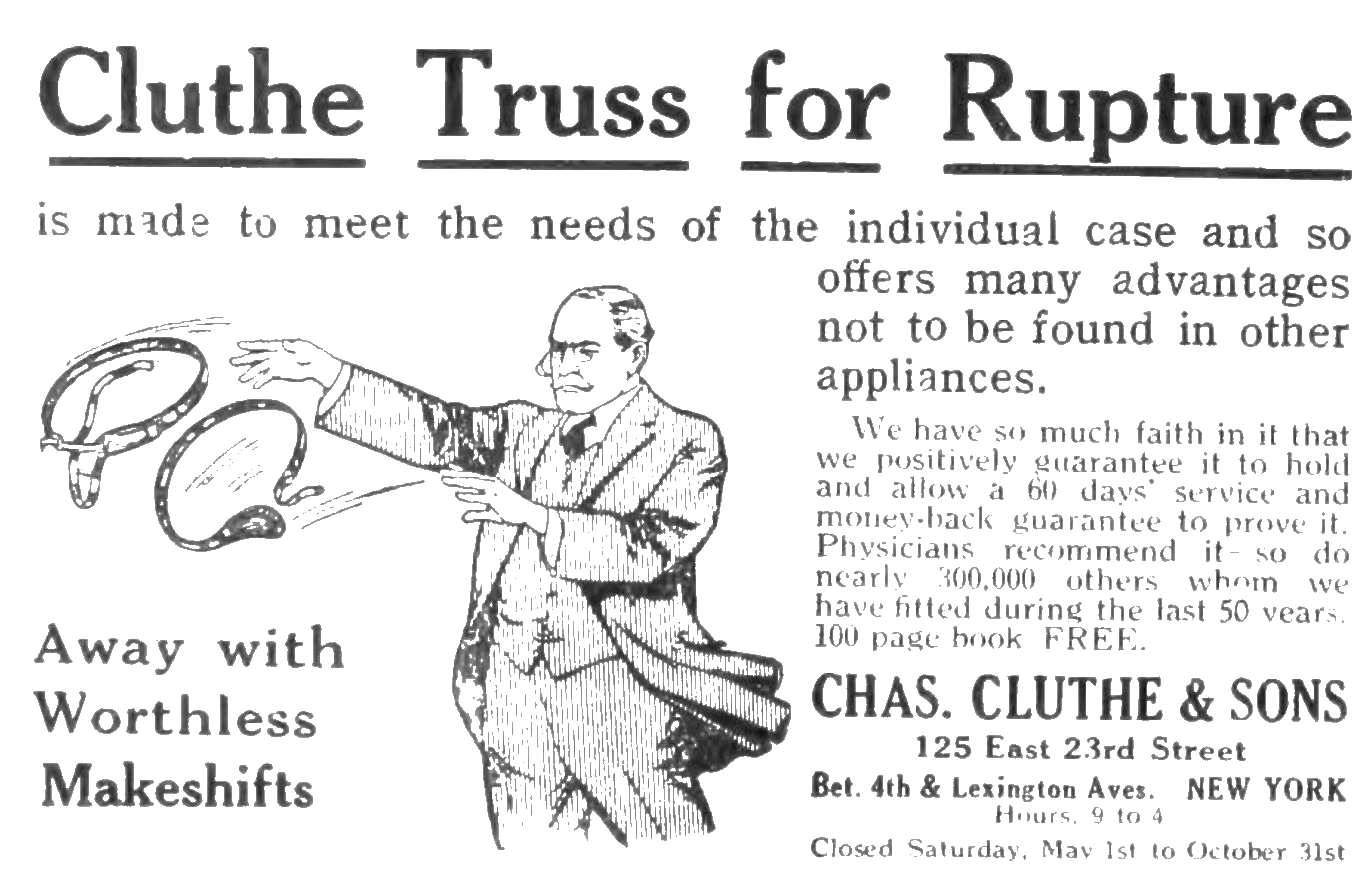 Cluthe Truss for Rupture
is made to meet the needs of the individual case and so
offers many advantages
not to be found in other
appliances.
We have so much faith in it that
we positively guarantee it to hold
and allow a 60 days' service and
money-back guarantee to prove it.
Physicians recommend it- so do
nearly 300,000 others whom we
have fitted during the last 50 years.
100 page book FREE.
Away with
Worthless
Makeshifts
CHAS. CLUTHE & SONS
125 East 23rd Street
Bet. 4th & Lexington Aves. NEW YORK
Hours, 9 to 4
Closed Saturday, May 1st to October 31st